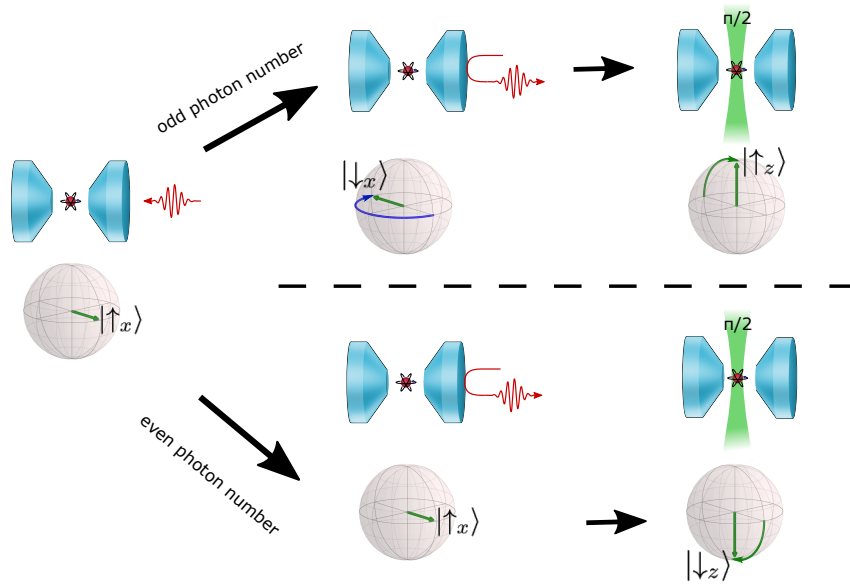 odd photon number
π/2
|↓ₓ⟩
|↑z⟩
|↑ₓ⟩
π/2
even photon number
|↑ₓ⟩
|↓z⟩